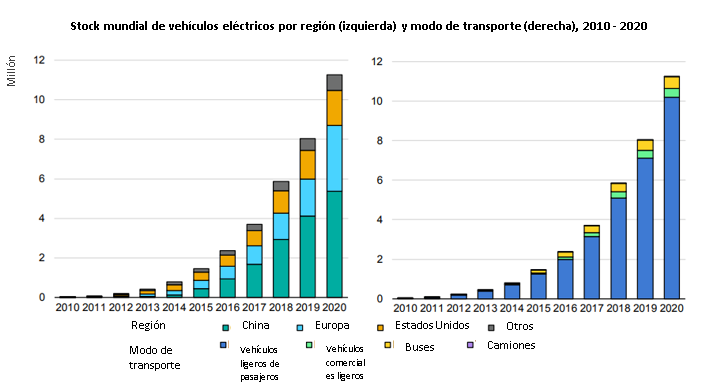 Stock mundial de vehículos eléctricos por región (izquierda) y modo de transporte (derecha), 2010 - 2020
Millón
12
10
8
6
4
2
0
2010 2011 2012 2013 2014 2015 2016 2017 2018 2019 2020
12
10
8
6
4
2
0
2010 2011 2012 2013 2014 2015 2016 2017 2018 2019 2020
Región China Europa Estados Unidos Otros
Modo de transporte
Vehículos
ligeros de
pasajeros
Vehículos
comercial
es ligeros
Buses
Camiones